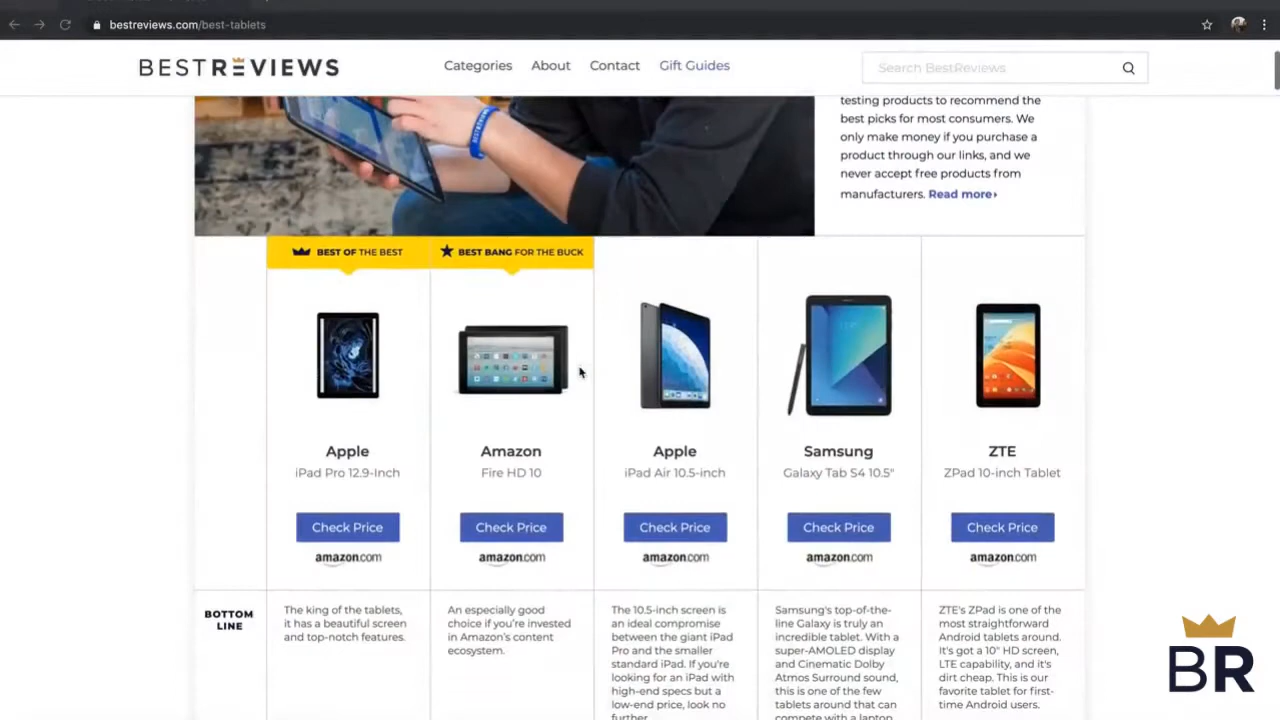 bestreviews.com/best-tablets
BESTREVIEWS
Categories
About
Contact
Gift Guides
Search BestReviews
testing products to recommend the
best picks for most consumers. We
only make money if you purchase a
product through our links, and we
never accept free products from
manufacturers. Read more›
BEST OF THE BEST
BEST BANG FOR THE BUCK
Apple
iPad Pro 12.9-Inch
Check Price
amazon.com
Amazon
Fire HD 10
Check Price
amazon.com
Apple
iPad Air 10.5-inch
Check Price
amazon.com
Samsung
Galaxy Tab S4 10.5"
Check Price
amazon.com
ZTE
ZPad 10-inch Tablet
Check Price
amazon.com
BOTTOM
LINE
The king of the tablets,
it has a beautiful screen
and top-notch features.
An especially good
choice if you're invested
in Amazon's content
ecosystem.
The 10.5-inch screen is
an ideal compromise
between the giant iPad
Pro and the smaller
standard iPad. If you're
looking for an iPad with
high-end specs but a
low-end price, look no
further.
Samsung's top-of-the-
line Galaxy is truly an
incredible tablet. With a
super-AMOLED display
and Cinematic Dolby
Atmos Surround sound,
this is one of the few
tablets around that can
compete with a laptop
ZTE's ZPad is one of the
most straightforward
Android tablets around.
It's got a 10" HD screen,
LTE capability, and it's
dirt cheap. This is our
favorite tablet for first-
time Android users.
BR